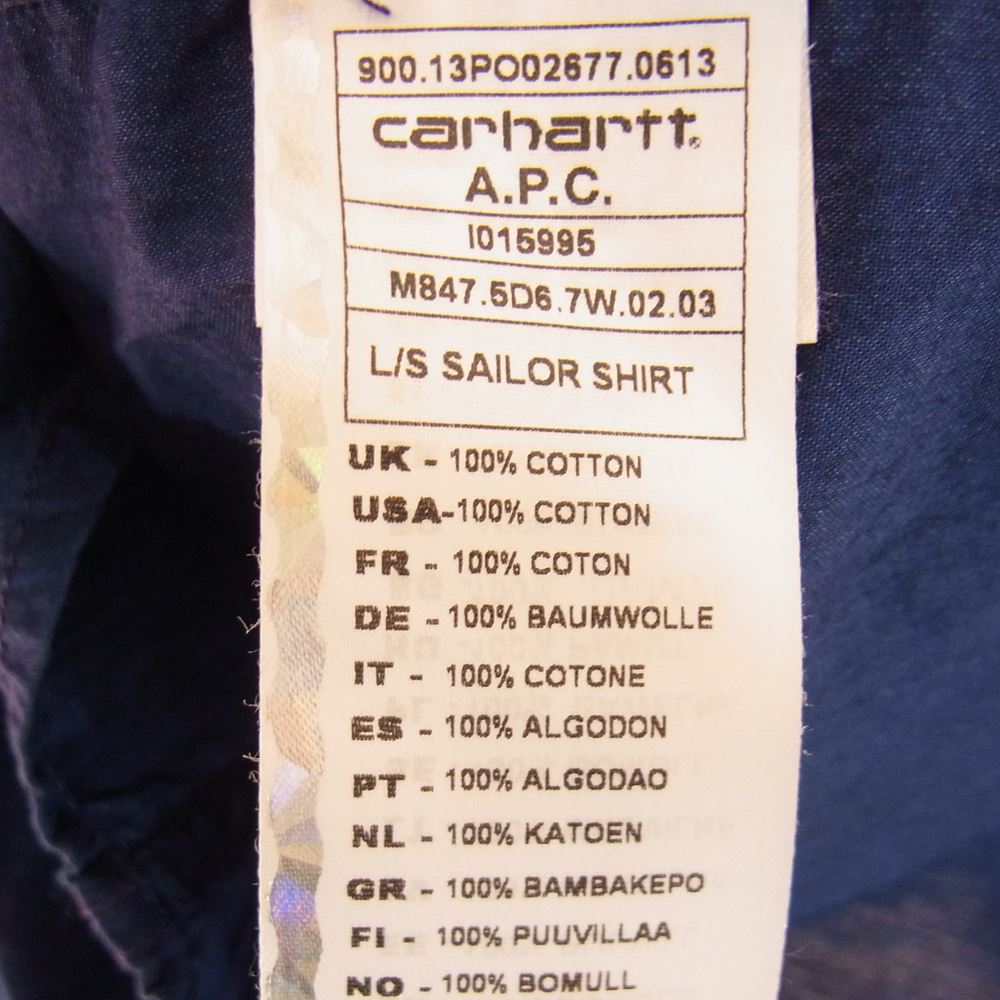 900.13PO02677.0613
carhartt®
A.P.C.
I015995
M847.5D6.7W.02.03
L/S SAILOR SHIRT
UK - 100% COTTON
USA-100% COTTON
FR - 100% COTON
DE - 100% BAUMWOLLE
IT - 100% COTONE
ES - 100% ALGODON
PT - 100% ALGODAO
NL - 100% KATOEN
GR - 100% BAMBAKEPO
FI - 100% PUUVILLAA
NO - 100% BOMULL